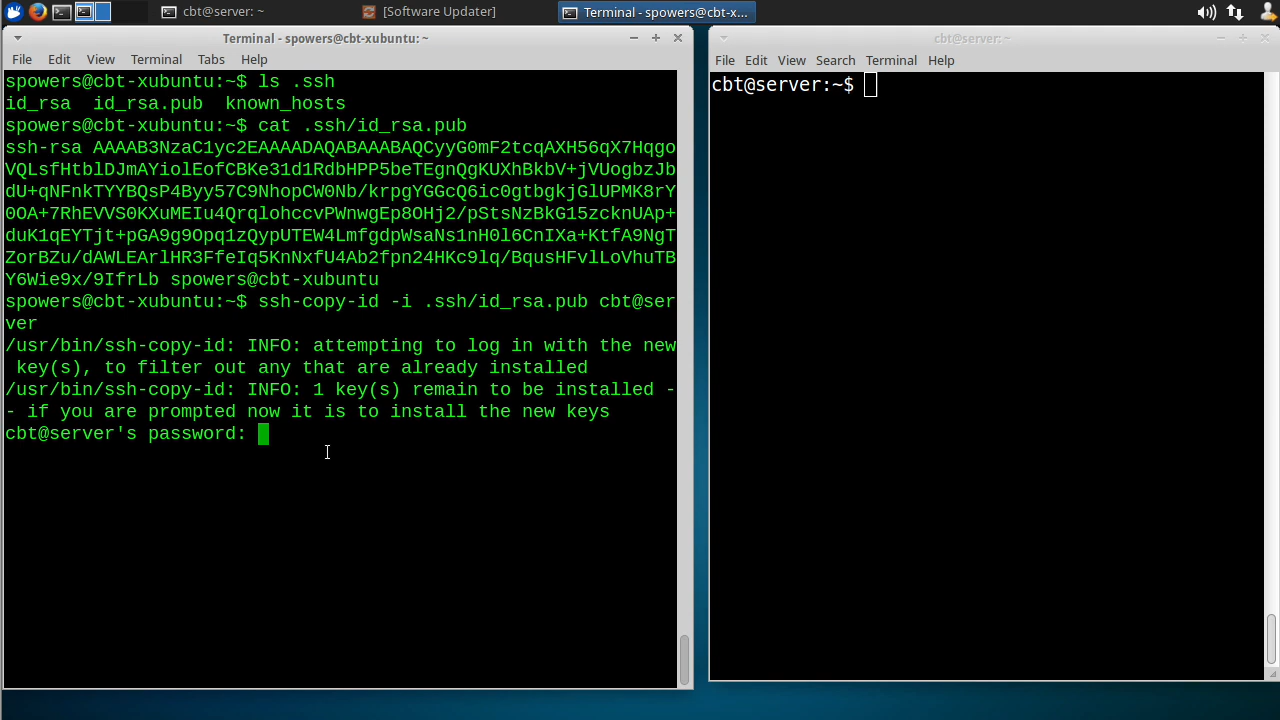 cbt@server: ~
[Software Updater]
Terminal - spowers@cbt-x...
Terminal - spowers@cbt-xubuntu: ~
File Edit View Terminal Tabs Help
spowers@cbt-xubuntu:~$ ls .ssh
id_rsa  id_rsa.pub  known_hosts
spowers@cbt-xubuntu:~$ cat .ssh/id_rsa.pub
ssh-rsa AAAAB3NzaC1yc2EAAAADAQABAAABAQCyyG0mF2tcqAXH56qX7Hqgo
VQLsfHtblDJmAYiolEofCBKe31d1RdbHPP5beTEgnQgKUXhBkbV+jVUogbzJb
dU+qNFnkTYYBQsP4Byy57C9NhopCW0Nb/krpgYGGcQ6ic0gtbgkjGlUPMK8rY
0OA+7RhEVVS0KXuMEIu4QrqlohccvPWnwgEp8OHj2/pStsNzBkG15zcknUAp+
duK1qEYTjt+pGA9g9Opq1zQypUTEW4LmfgdpWsaNs1nH0l6CnIXa+KtfA9NgT
ZorBZu/dAWLEArlHR3FfeIq5KnNxfU4Ab2fpn24HKc9lq/BqusHFvlLoVhuTB
Y6Wie9x/9IfrLb spowers@cbt-xubuntu
spowers@cbt-xubuntu:~$ ssh-copy-id -i .ssh/id_rsa.pub cbt@ser
ver
/usr/bin/ssh-copy-id: INFO: attempting to log in with the new
 key(s), to filter out any that are already installed
/usr/bin/ssh-copy-id: INFO: 1 key(s) remain to be installed -
- if you are prompted now it is to install the new keys
cbt@server's password:
cbt@server: ~
File Edit View Search Terminal Help
cbt@server:~$